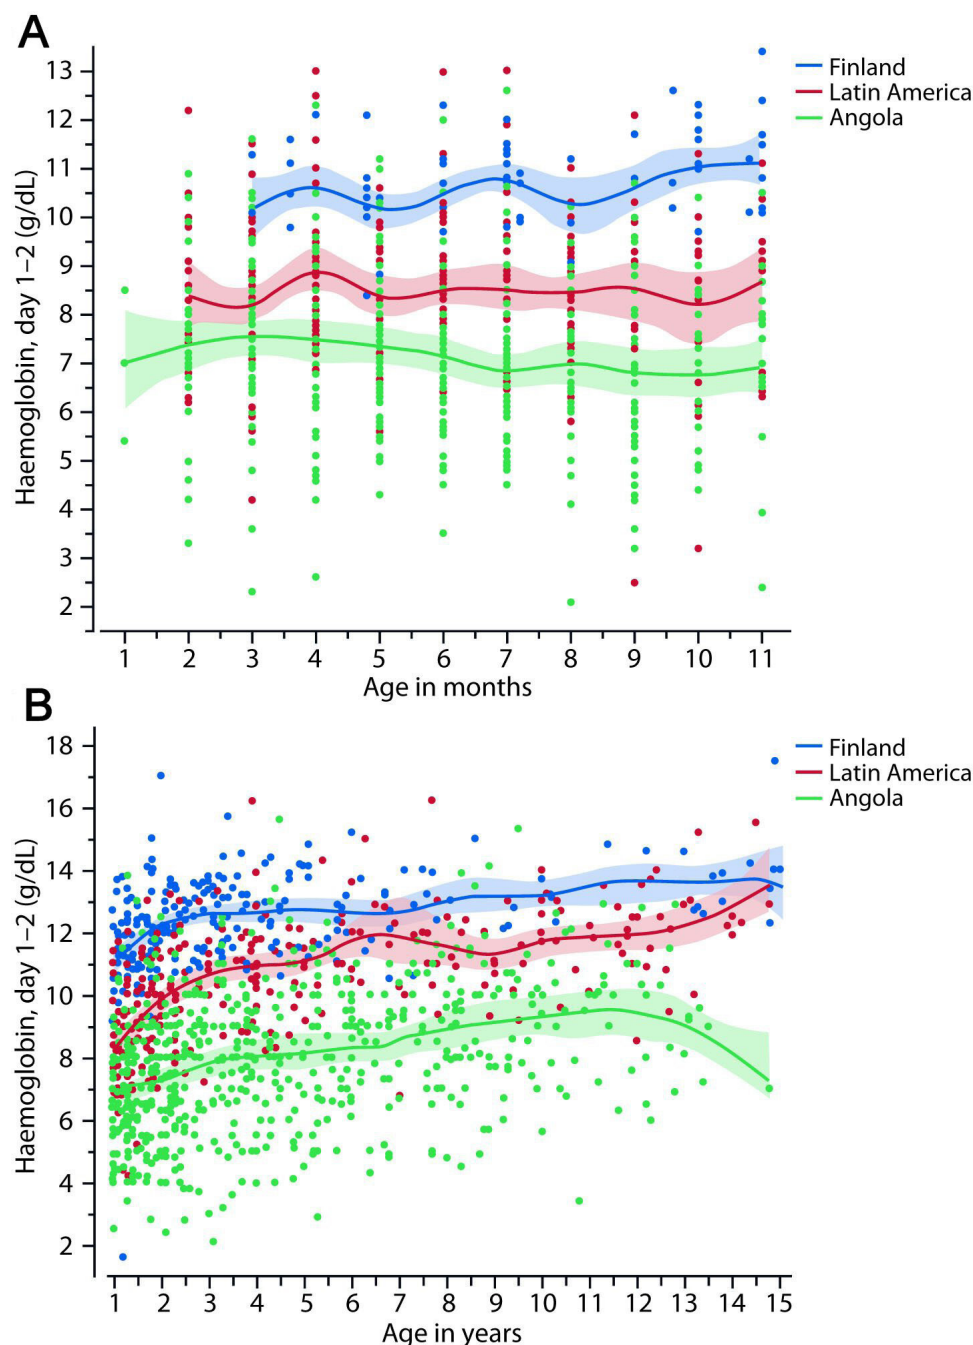 A
Haemoglobin, day 1–2 (g/dL)
13
12
11
10
9
8
7
6
5
4
3
2
1 2 3 4 5 6 7 8 9 10 11
Age in months
Finland
Latin America
Angola
B
Haemoglobin, day 1–2 (g/dL)
18
16
14
12
10
8
6
4
2
1 2 3 4 5 6 7 8 9 10 11 12 13 14 15
Age in years
Finland
Latin America
Angola